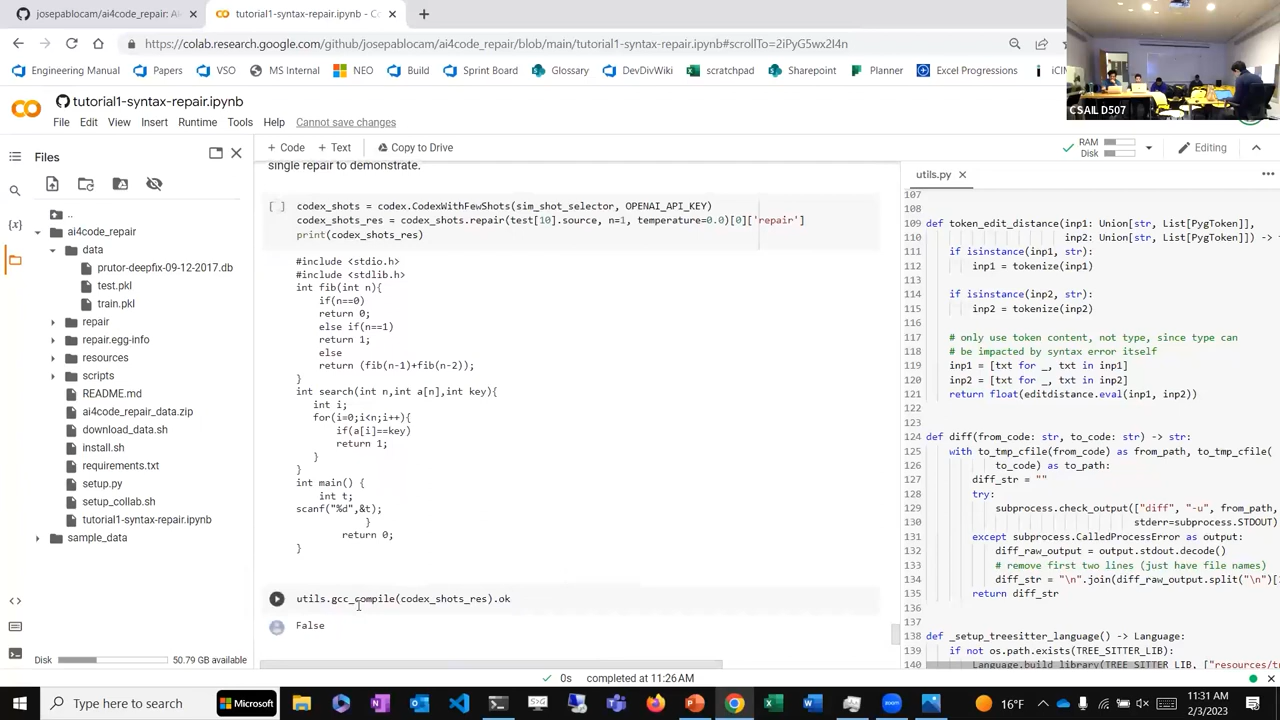 josepablocam/ai4code_repair: A
tutorial1-syntax-repair.ipynb - Co
https://colab.research.google.com/github/josepablocam/ai4code_repair/blob/main/tutorial1-syntax-repair.ipynb#scrollTo=2iPyG5wx2I4n
Engineering Manual
Papers
VSO
MS Internal
NEO
Build
Sprint Board
Glossary
DevDivWiki
scratchpad
Sharepoint
Planner
Excel Progressions
CSAIL D507
CO
tutorial1-syntax-repair.ipynb
File Edit View Insert Runtime Tools Help Cannot save changes
Files
+ Code + Text Copy to Drive
RAM
Disk
Editing
..
ai4code_repair
data
prutor-deepfix-09-12-2017.db
test.pkl
train.pkl
repair
repair.egg-info
resources
scripts
README.md
ai4code_repair_data.zip
download_data.sh
install.sh
requirements.txt
setup.py
setup_collab.sh
tutorial1-syntax-repair.ipynb
sample_data
Disk 50.79 GB available
single repair to demonstrate.
[ ]
codex_shots = codex.CodexWithFewShots(sim_shot_selector, OPENAI_API_KEY)
codex_shots_res = codex_shots.repair(test[10].source, n=1, temperature=0.0)[0]['repair']
print(codex_shots_res)
#include <stdio.h>
#include <stdlib.h>
int fib(int n){
if(n==0)
return 0;
else if(n==1)
return 1;
else
return (fib(n-1)+fib(n-2));
}
int search(int n,int a[n],int key){
int i;
for(i=0;i<n;i++){
if(a[i]==key)
return 1;
}
}
int main() {
int t;
scanf("%d",&t);
}
return 0;
}
utils.gcc_compile(codex_shots_res).ok
False
utils.py
107
108
109 def token_edit_distance(inp1: Union[str, List[PygToken]],
110 inp2: Union[str, List[PygToken]]) ->
111 if isinstance(inp1, str):
112 inp1 = tokenize(inp1)
113
114 if isinstance(inp2, str):
115 inp2 = tokenize(inp2)
116
117 # only use token content, not type, since type can
118 # be impacted by syntax error itself
119 inp1 = [txt for _, txt in inp1]
120 inp2 = [txt for _, txt in inp2]
121 return float(editdistance.eval(inp1, inp2))
122
123
124 def diff(from_code: str, to_code: str) -> str:
125 with to_tmp_cfile(from_code) as from_path, to_tmp_cfile(
126 to_code) as to_path:
127 diff_str = ""
128 try:
129 subprocess.check_output(["diff", "-u", from_path,
130 stderr=subprocess.STDOUT)
131 except subprocess.CalledProcessError as output:
132 diff_raw_output = output.stdout.decode()
133 # remove first two lines (just have file names)
134 diff_str = "\n".join(diff_raw_output.split("\n")[
135 return diff_str
136
137
138 def _setup_treesitter_language() -> Language:
139 if not os.path.exists(TREE_SITTER_LIB):
140 Language.build_library(TREE_SITTER_LIB, ["resources/
0s completed at 11:26 AM
Type here to search
Microsoft
16°F
11:31 AM
2/3/2023